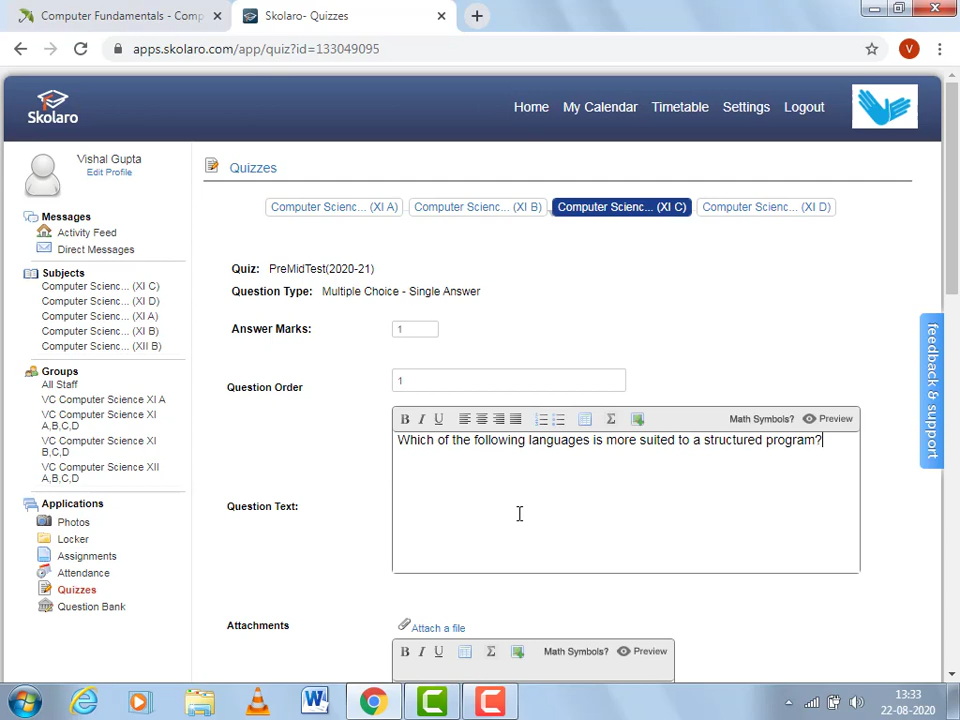 Computer Fundamentals - Comp
Skolaro- Quizzes
apps.skolaro.com/app/quiz?id=133049095
V
Skolaro
Home
My Calendar
Timetable
Settings
Logout
Vishal Gupta
Edit Profile
Messages
Activity Feed
Direct Messages
Subjects
Computer Scienc... (XI C)
Computer Scienc... (XI D)
Computer Scienc... (XI A)
Computer Scienc... (XI B)
Computer Scienc... (XII B)
Groups
All Staff
VC Computer Science XI A
VC Computer Science XI
A,B,C,D
VC Computer Science XI
B,C,D
VC Computer Science XII
A,B,C,D
Applications
Photos
Locker
Assignments
Attendance
Quizzes
Question Bank
Quizzes
Computer Scienc... (XI A)
Computer Scienc... (XI B)
Computer Scienc... (XI C)
Computer Scienc... (XI D)
Quiz: PreMidTest(2020-21)
Question Type: Multiple Choice - Single Answer
Answer Marks: 1
Question Order 1
B I U Σ Math Symbols? Preview
Which of the following languages is more suited to a structured program?
Question Text:
Attachments
Attach a file
B I U Σ Math Symbols? Preview
feedback & support
13:33
22-08-2020